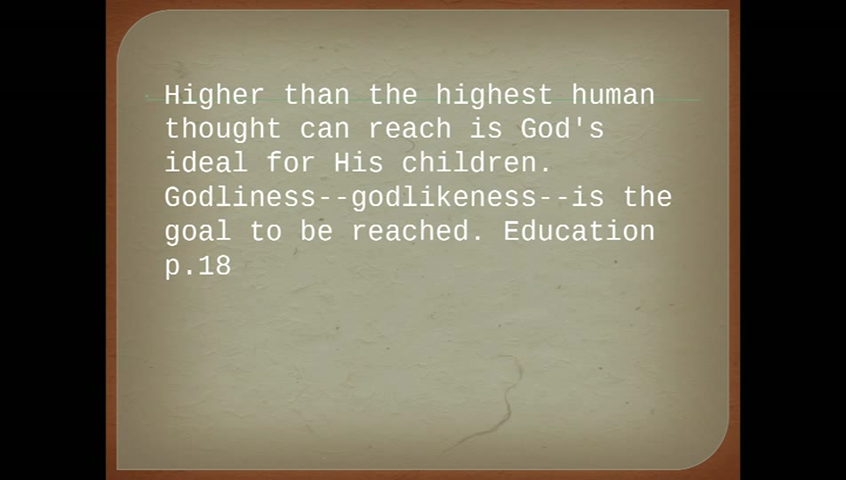 Higher than the highest human
thought can reach is God's
ideal for His children.
Godliness--godlikeness--is the
goal to be reached. Education
p.18